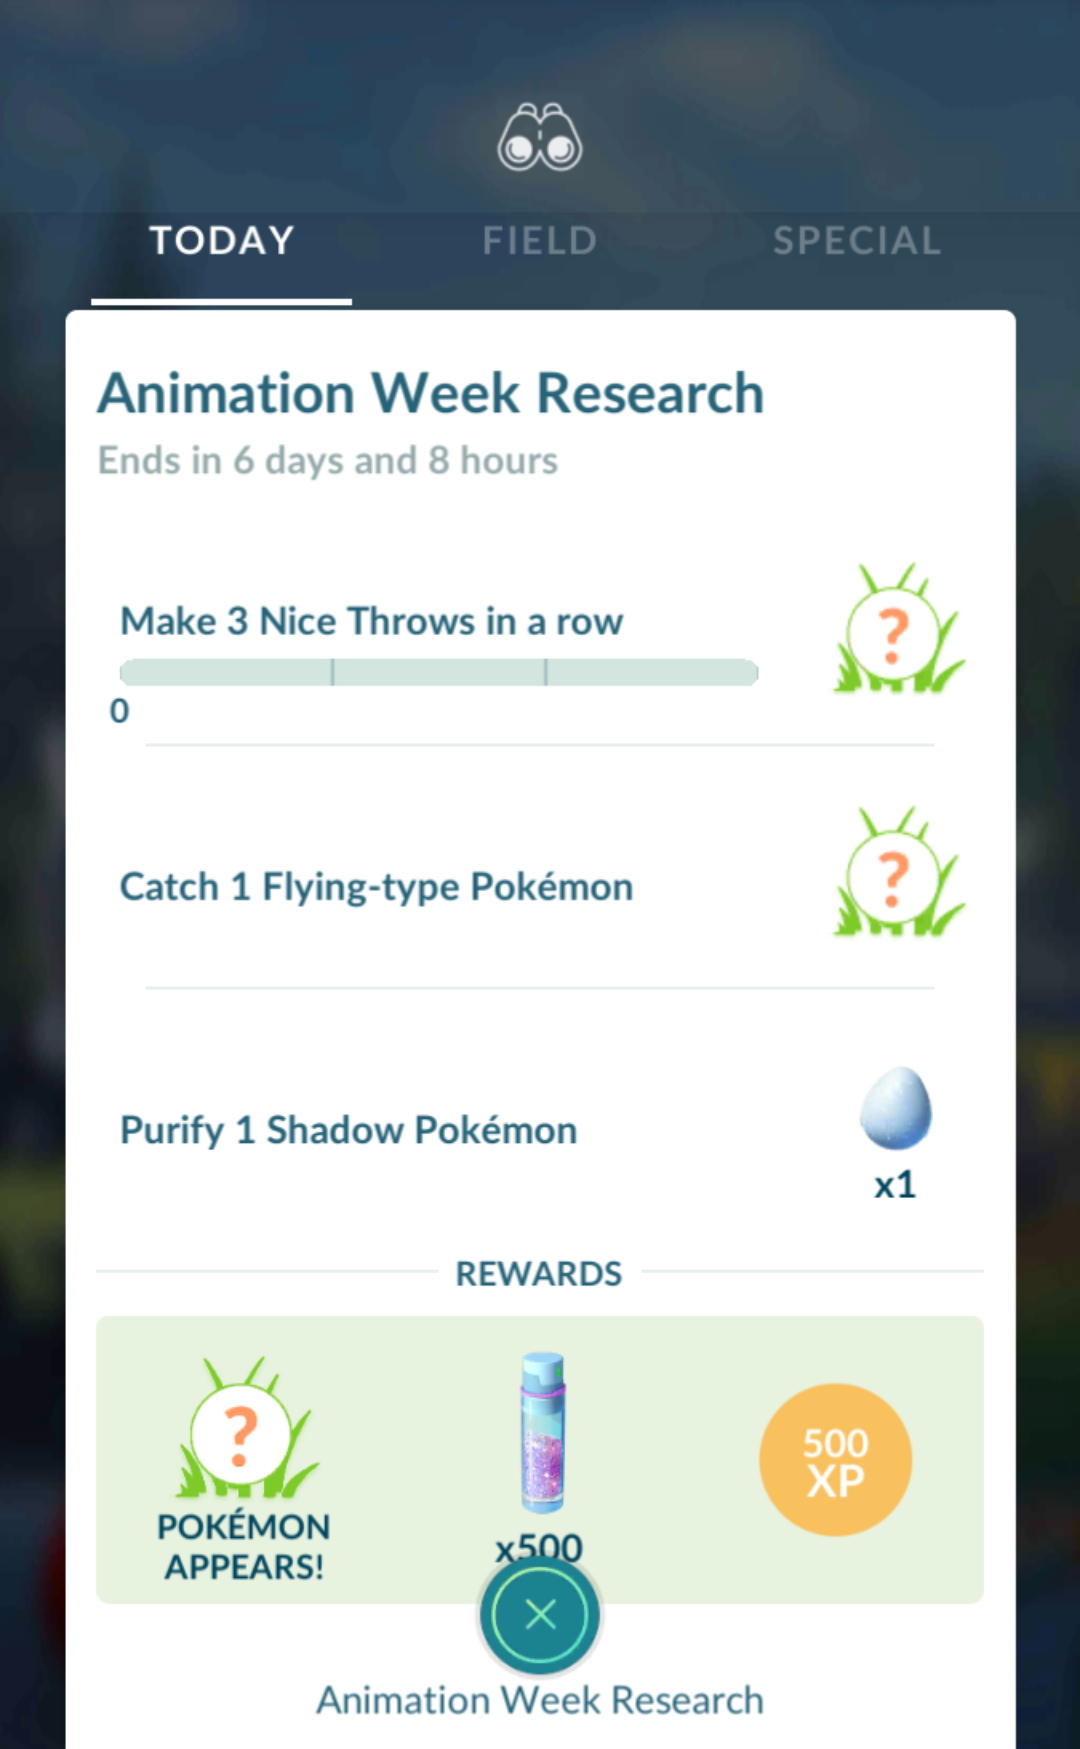 TODAY
FIELD
SPECIAL
Animation Week Research
Ends in 6 days and 8 hours
Make 3 Nice Throws in a row
?
0
Catch 1 Flying-type Pokémon
?
Purify 1 Shadow Pokémon
x1
REWARDS
?
POKÉMON
APPEARS!
x500
500
XP
Animation Week Research